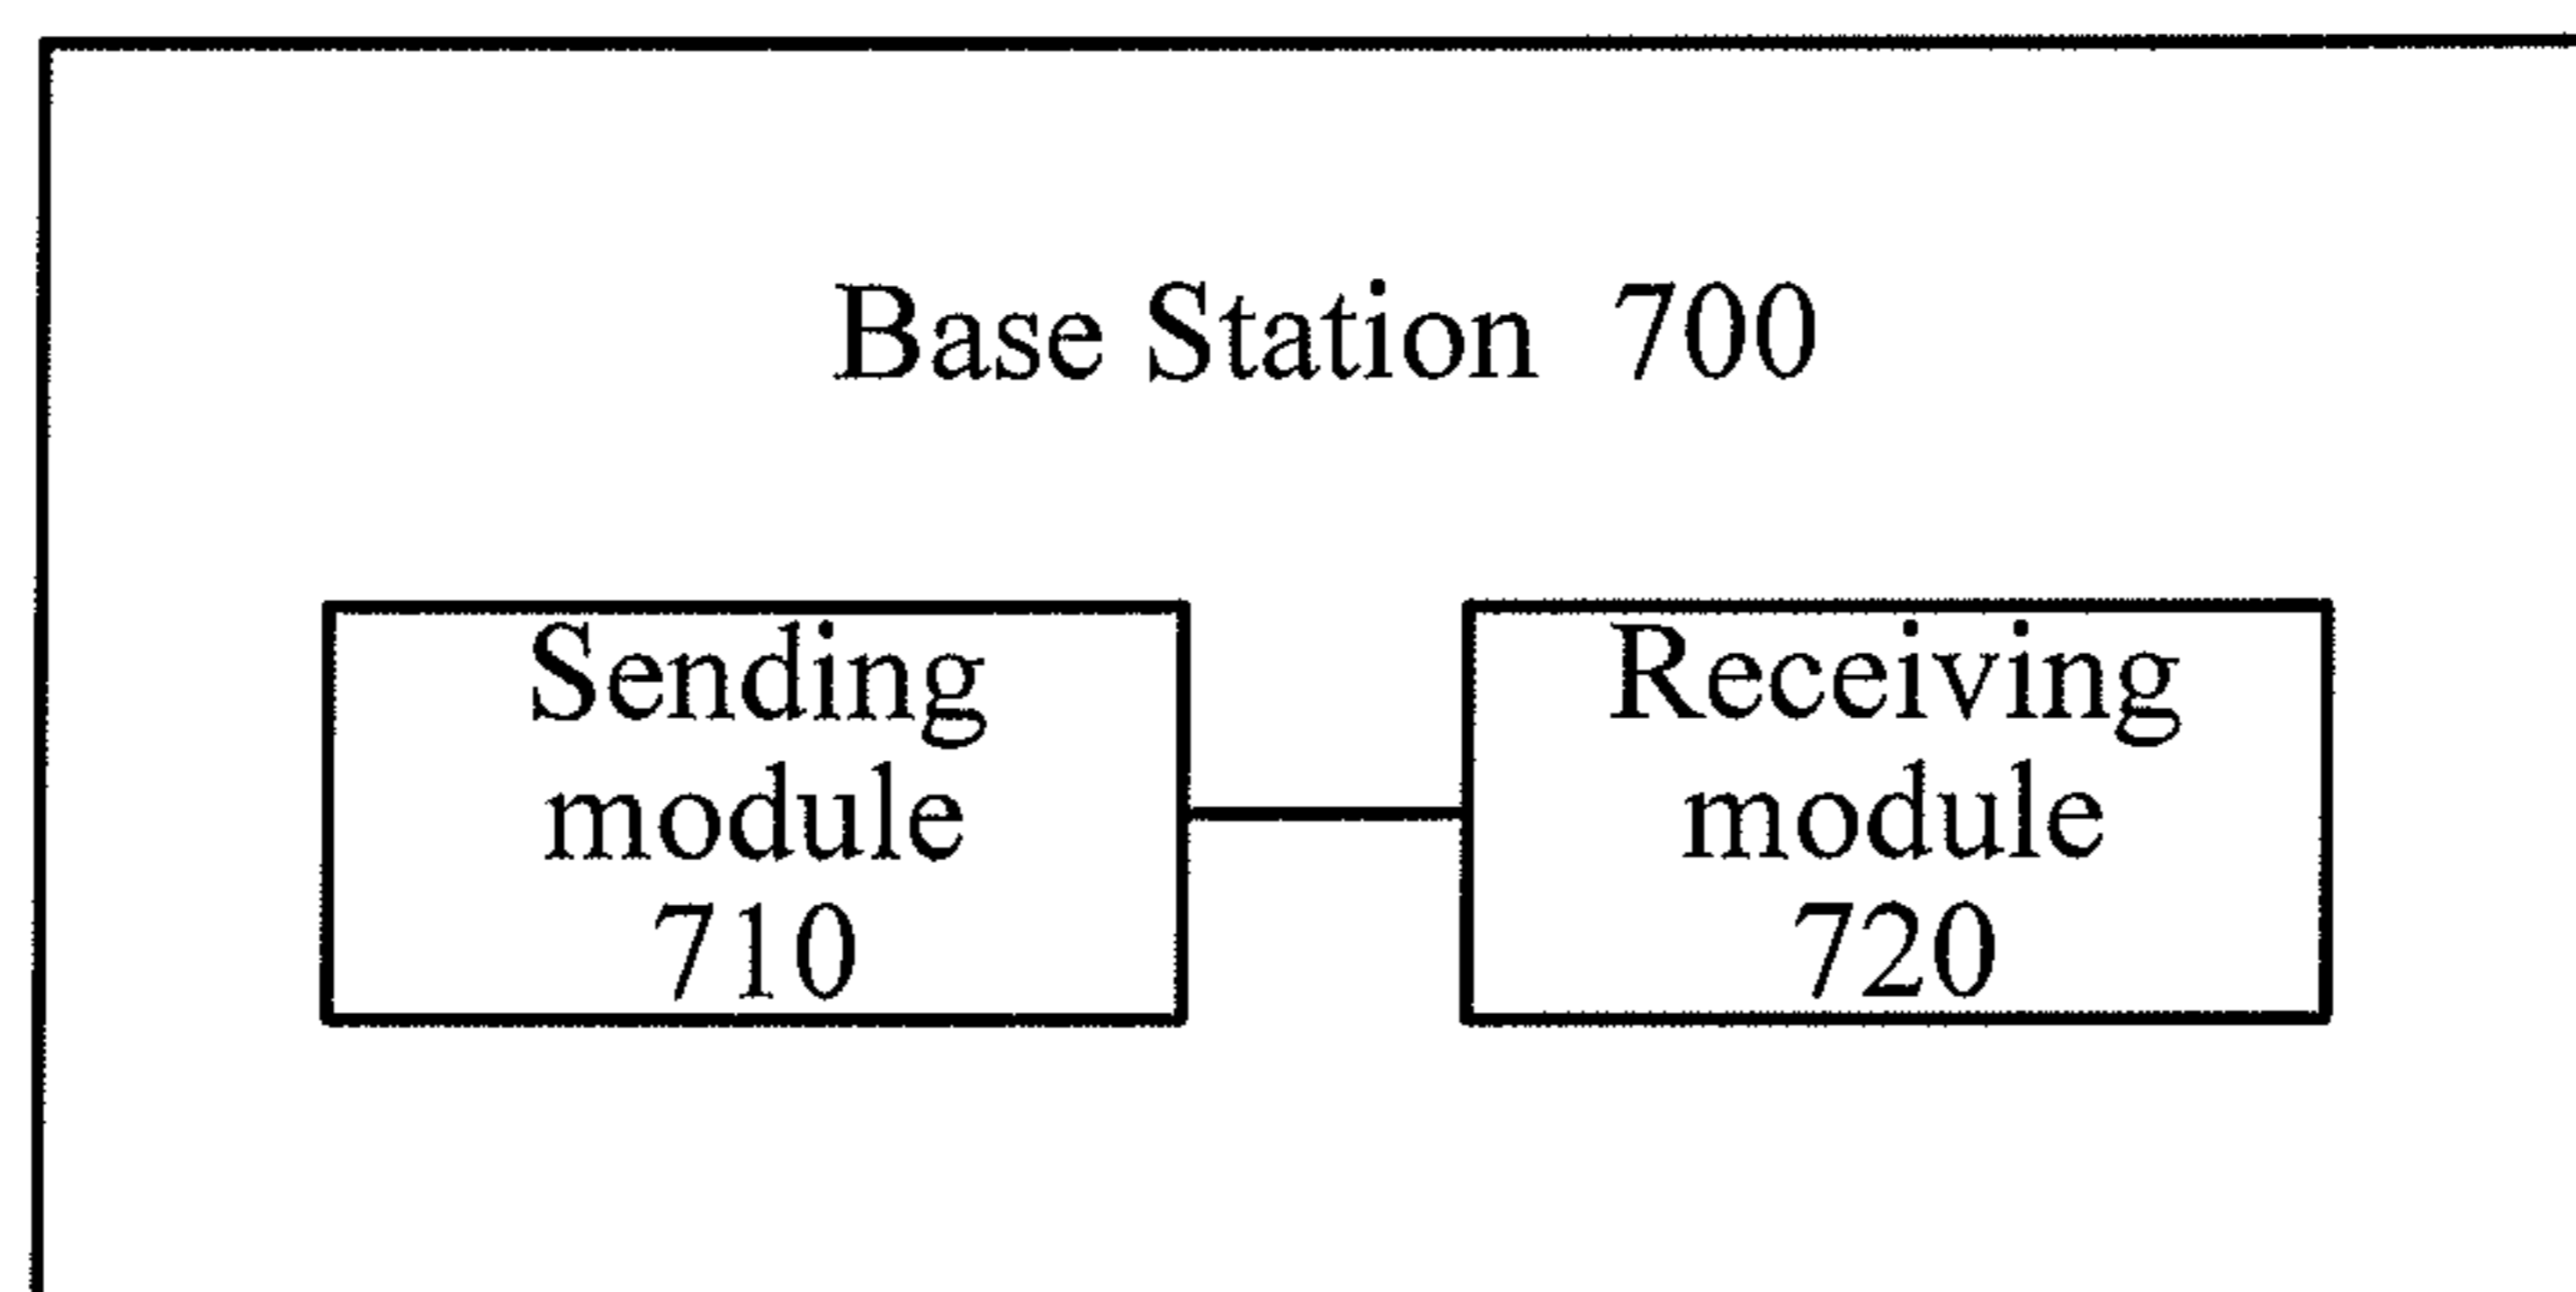 Base Station 700
Sending
module
710
Receiving
module
720